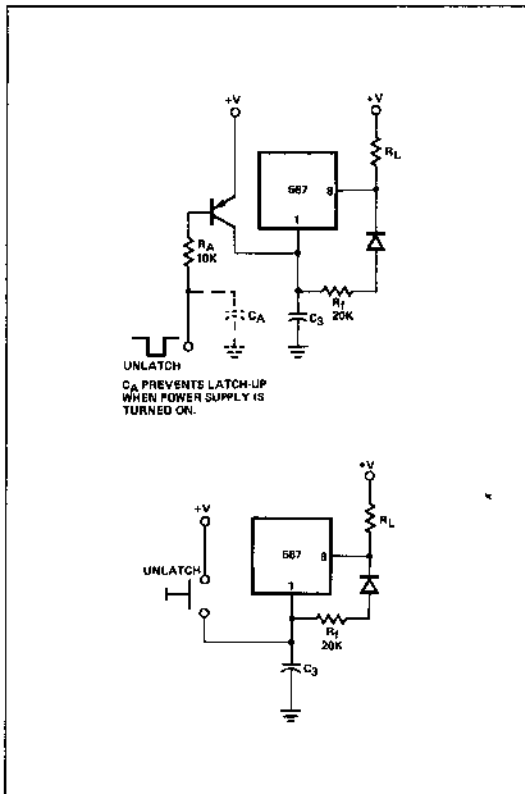 +V
+V
RL
567
8
1
RA
10K
Rf
20K
C3
CA
UNLATCH
CA PREVENTS LATCH-UP
WHEN POWER SUPPLY IS
TURNED ON.
+V
+V
RL
567
8
UNLATCH
1
Rf
20K
C3